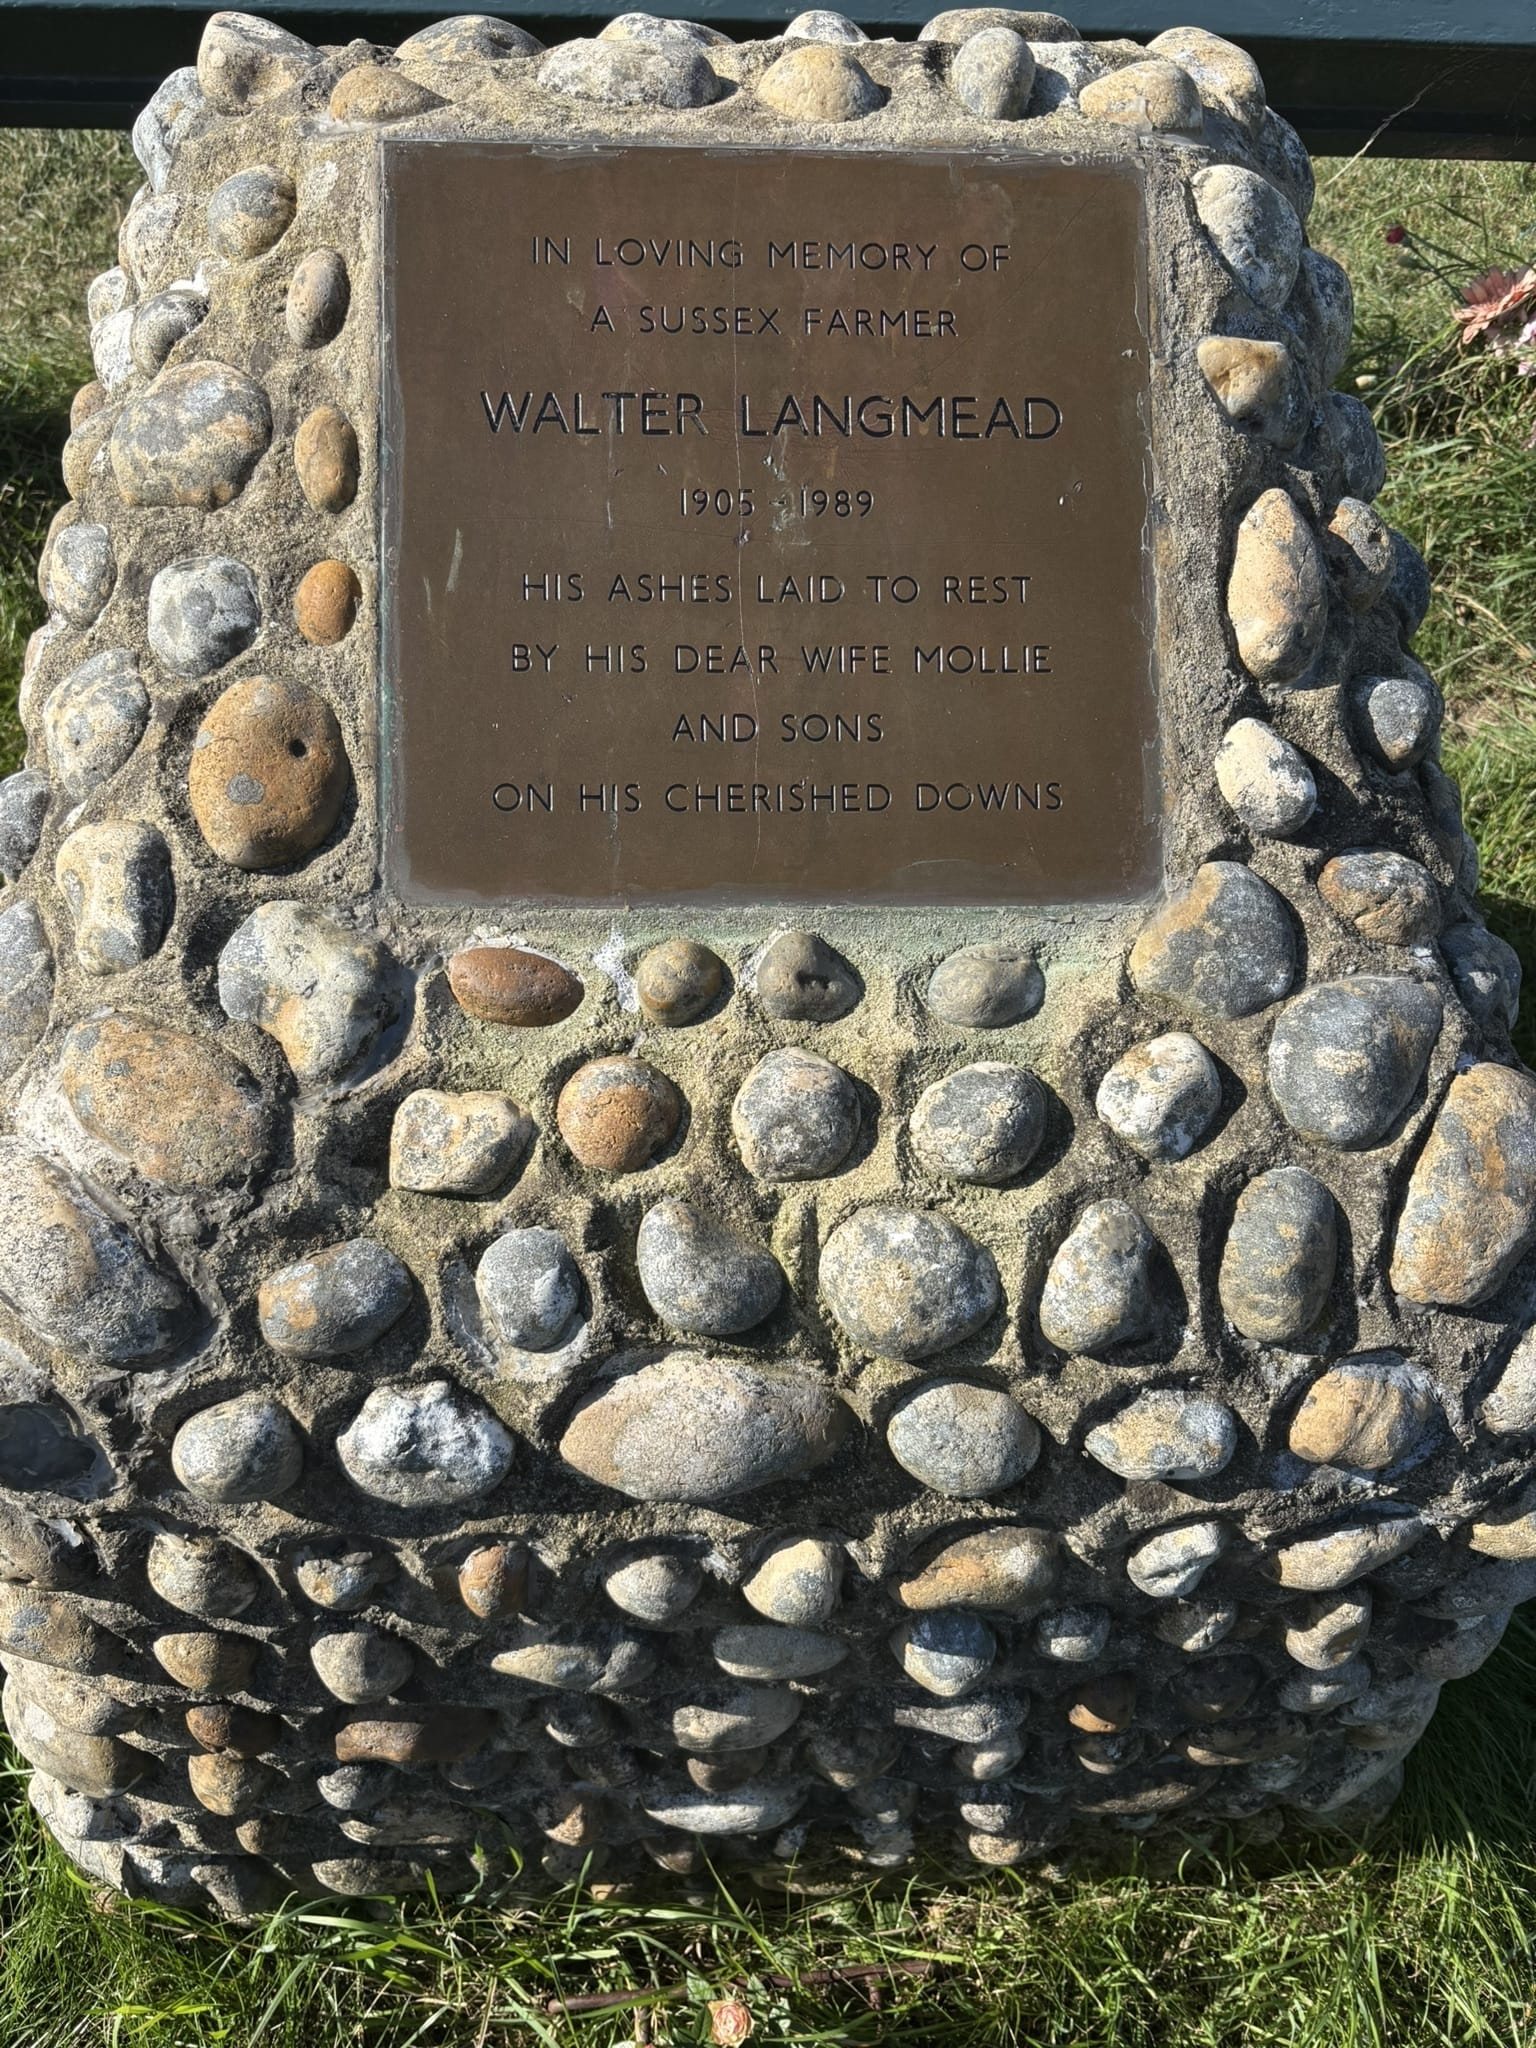 IN LOVING MEMORY OF
A SUSSEX FARMER
WALTER LANGMEAD
1905 - 1989
HIS ASHES LAID TO REST
BY HIS DEAR WIFE MOLLIE
AND SONS
ON HIS CHERISHED DOWNS